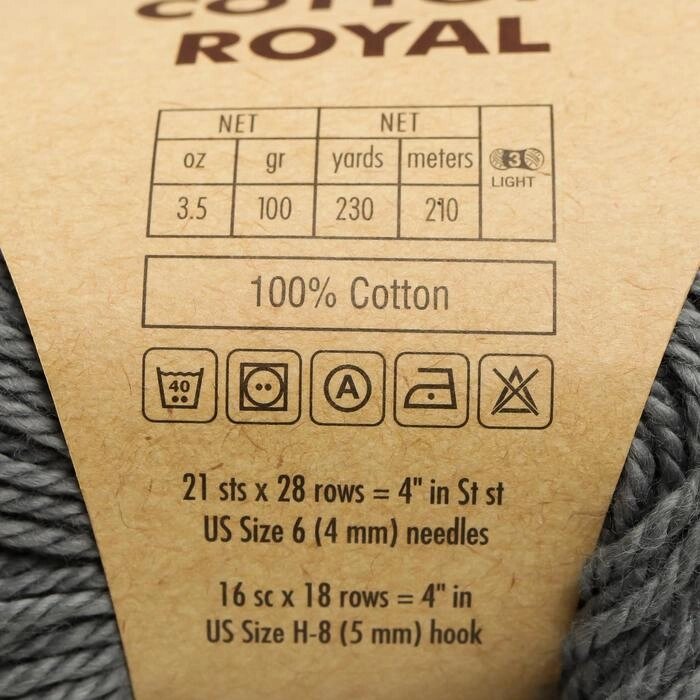 COTTON
ROYAL
NET NET
oz gr yards meters 3
LIGHT
3.5 100 230 210
100% Cotton
40
A
21 sts x 28 rows = 4" in St st
US Size 6 (4 mm) needles
16 sc x 18 rows = 4" in
US Size H-8 (5 mm) hook